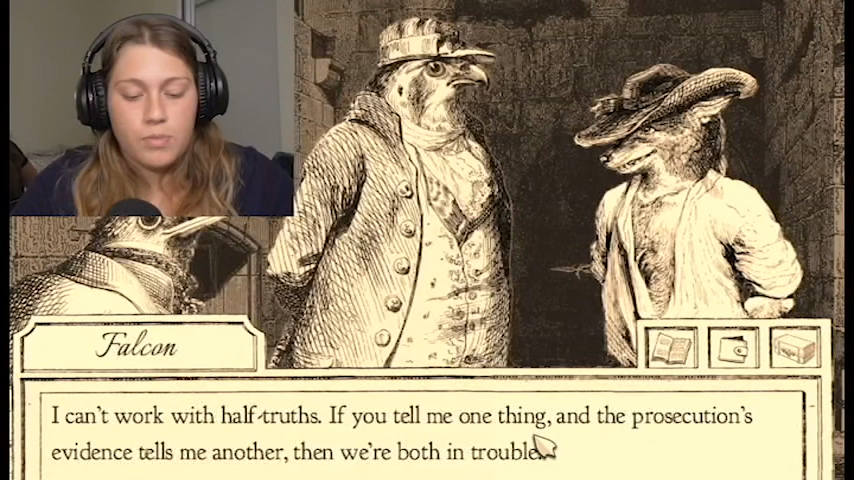 Falcon
I can't work with half-truths. If you tell me one thing, and the prosecution's
evidence tells me another, then we're both in trouble.